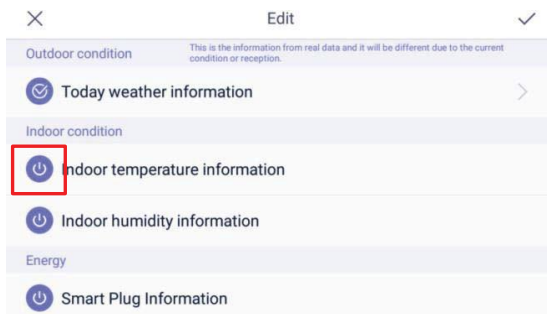 Edit
Outdoor condition
This is the information from real data and it will be different due to the current
condition or reception.
Today weather information
Indoor condition
Indoor temperature information
Indoor humidity information
Energy
Smart Plug Information